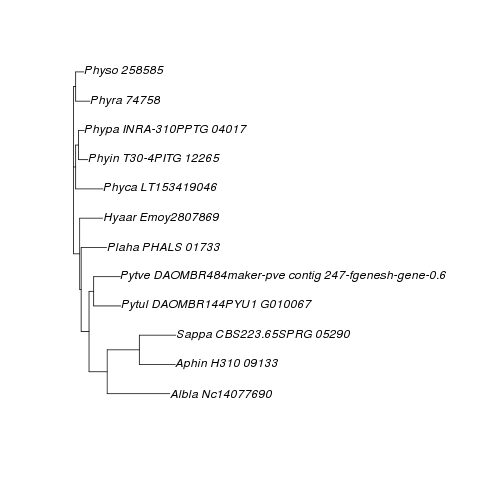 Physo 258585
Phyra 74758
Phypa INRA-310PPTG 04017
Phyin T30-4PITG 12265
Phyca LT153419046
Hyaar Emoy2807869
Plaha PHALS 01733
Pytve DAOMBR484maker-pve contig 247-fgenesh-gene-0.6
Pytul DAOMBR144PYU1 G010067
Sappa CBS223.65SPRG 05290
Aphin H310 09133
Albla Nc14077690